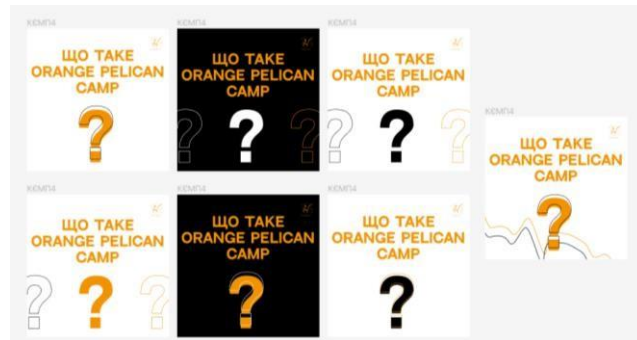 КЕМП4
КЕМП4
КЕМП4
ЩО ТАКЕ
ORANGE PELICAN
CAMP
?
ЩО ТАКЕ
ORANGE PELICAN
CAMP
? ? ?
ЩО ТАКЕ
ORANGE PELICAN
CAMP
? ? ?
КЕМП4
ЩО ТАКЕ
ORANGE PELICAN
CAMP
?
КЕМП4
КЕМП4
КЕМП4
ЩО ТАКЕ
ORANGE PELICAN
CAMP
? ? ?
ЩО ТАКЕ
ORANGE PELICAN
CAMP
?
ЩО ТАКЕ
ORANGE PELICAN
CAMP
?